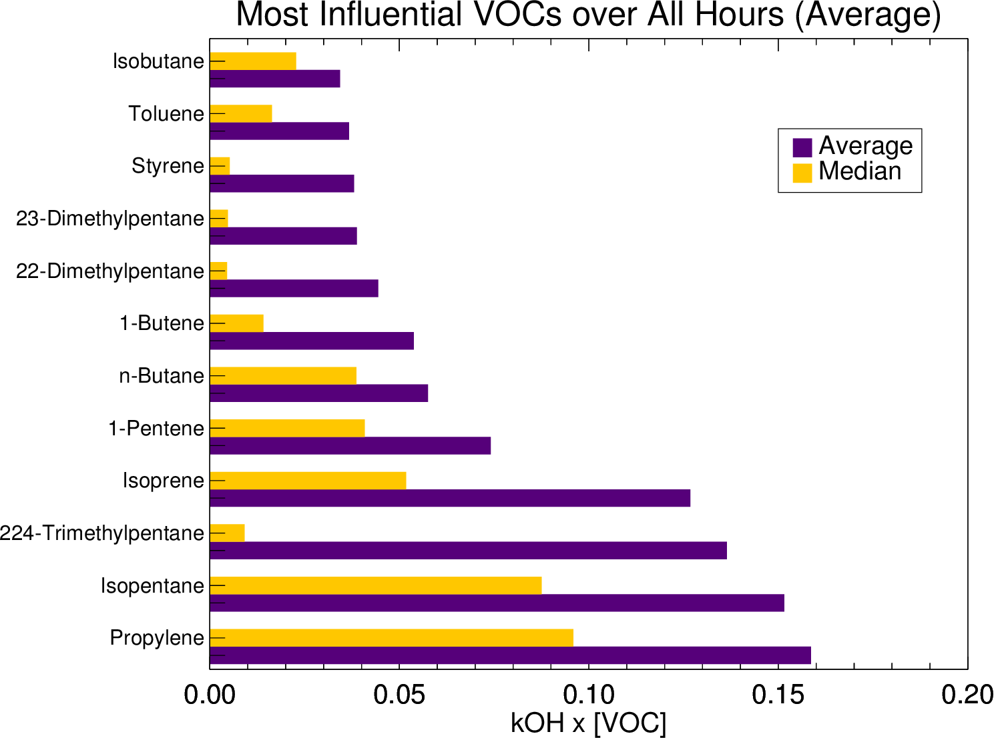 Most Influential VOCs over All Hours (Average)
Isobutane
Toluene
Styrene
23-Dimethylpentane
22-Dimethylpentane
1-Butene
n-Butane
1-Pentene
Isoprene
224-Trimethylpentane
Isopentane
Propylene
Average
Median
0.00 0.05 0.10 0.15 0.20
kOH x [VOC]